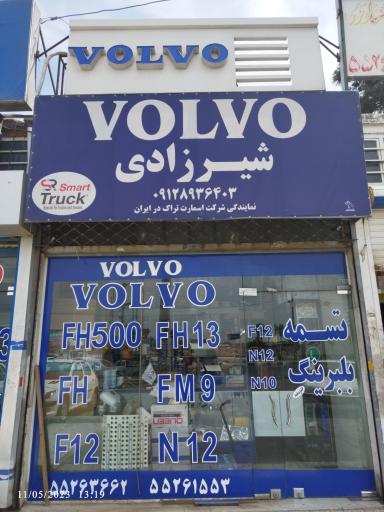 VOLVO
VOLVO
شیرزادی
۰۹۱۲۸۹۳۶۴۰۳
نمایندگی شرکت اسمارت تراک در ایران
SR Smart
Truck
VOLVO
VOLVO
FH500 FH13
F12
تسمه
N12
FH FM9
N10
بلبرینگ
F12 N12
۵۵۲۶۳۶۶۲ ۵۵۲۶۱۵۵۳
11/05/2023 13:19